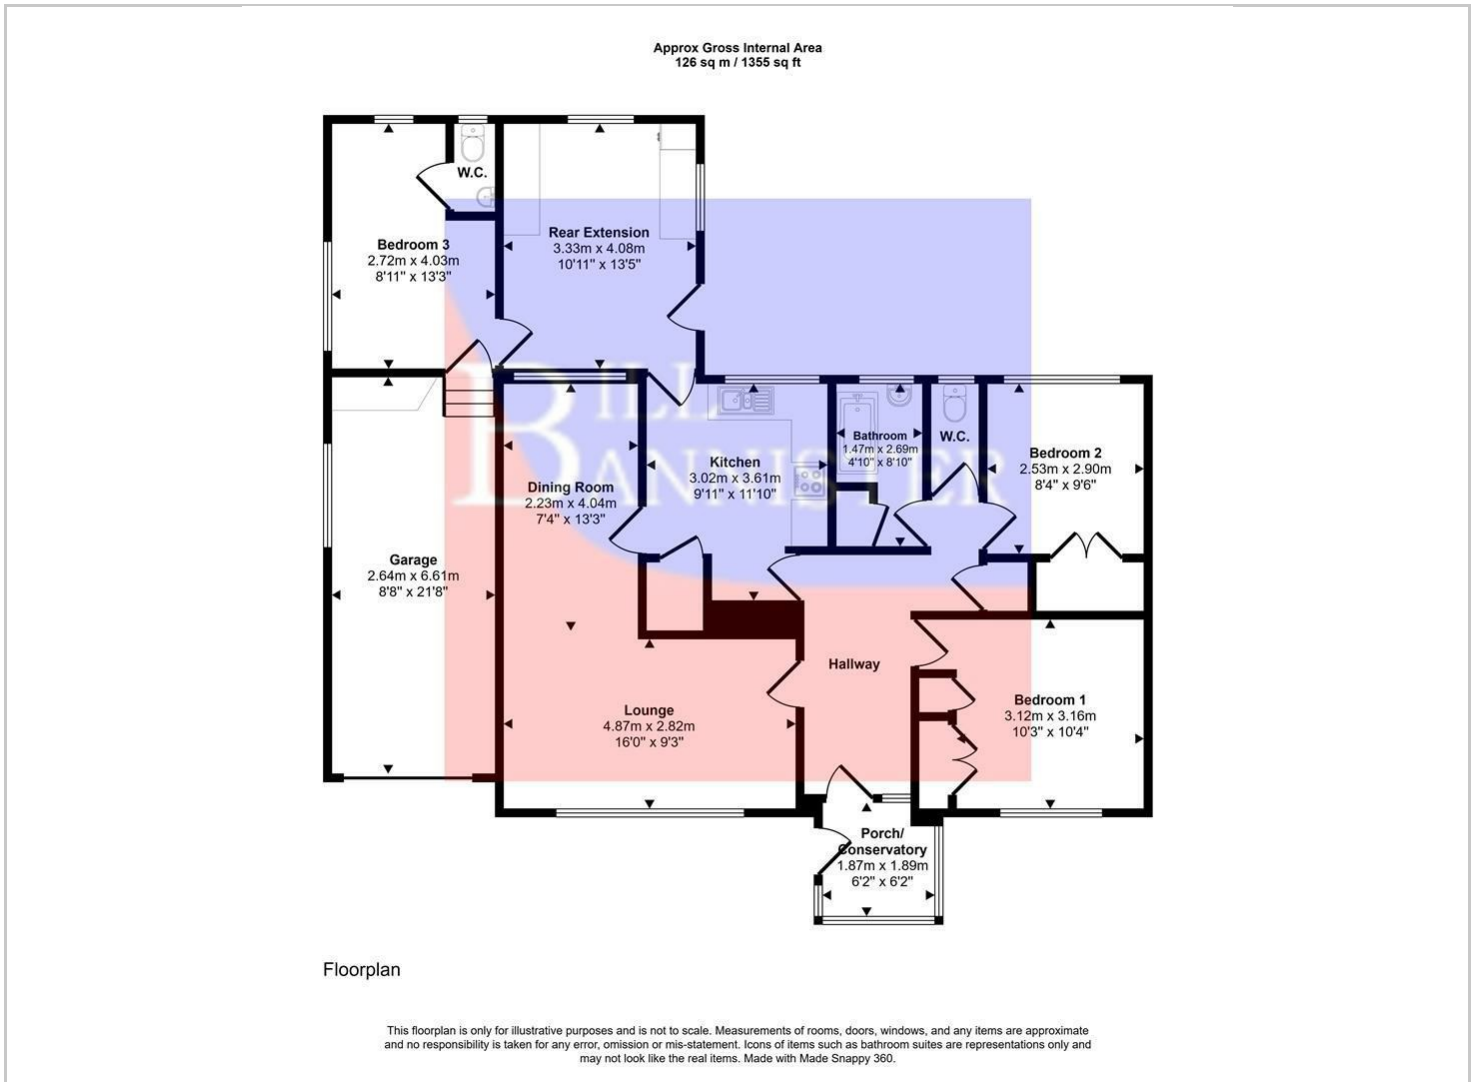 Approx Gross Internal Area
126 sq m / 1355 sq ft
W.C.
Bedroom 3
2.72m x 4.03m
8'11" x 13'3"
Rear Extension
3.33m x 4.08m
10'11" x 13'5"
BILL
BANNISTER
Dining Room
2.23m x 4.04m
7'4" x 13'3"
Kitchen
3.02m x 3.61m
9'11" x 11'10"
Bathroom
1.47m x 2.69m
4'10" x 8'10"
W.C.
Bedroom 2
2.53m x 2.90m
8'4" x 9'6"
Garage
2.64m x 6.61m
8'8" x 21'8"
Hallway
Lounge
4.87m x 2.82m
16'0" x 9'3"
Bedroom 1
3.12m x 3.16m
10'3" x 10'4"
Porch/
Conservatory
1.87m x 1.89m
6'2" x 6'2"
Floorplan
This floorplan is only for illustrative purposes and is not to scale. Measurements of rooms, doors, windows, and any items are approximate
and no responsibility is taken for any error, omission or mis-statement. Icons of items such as bathroom suites are representations only and
may not look like the real items. Made with Made Snappy 360.